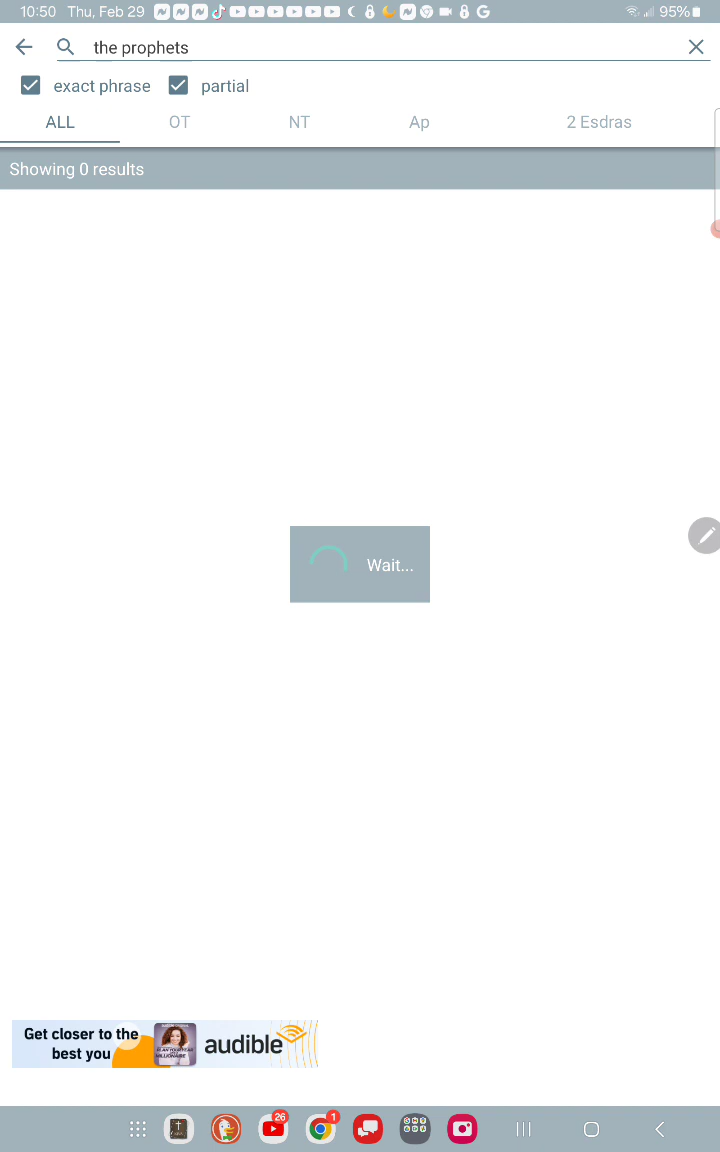 10:50 Thu, Feb 29 95%
the prophets
exact phrase partial
ALL OT NT Ap 2 Esdras
Showing 0 results
Wait...
Get closer to the
best you
audible
26
1